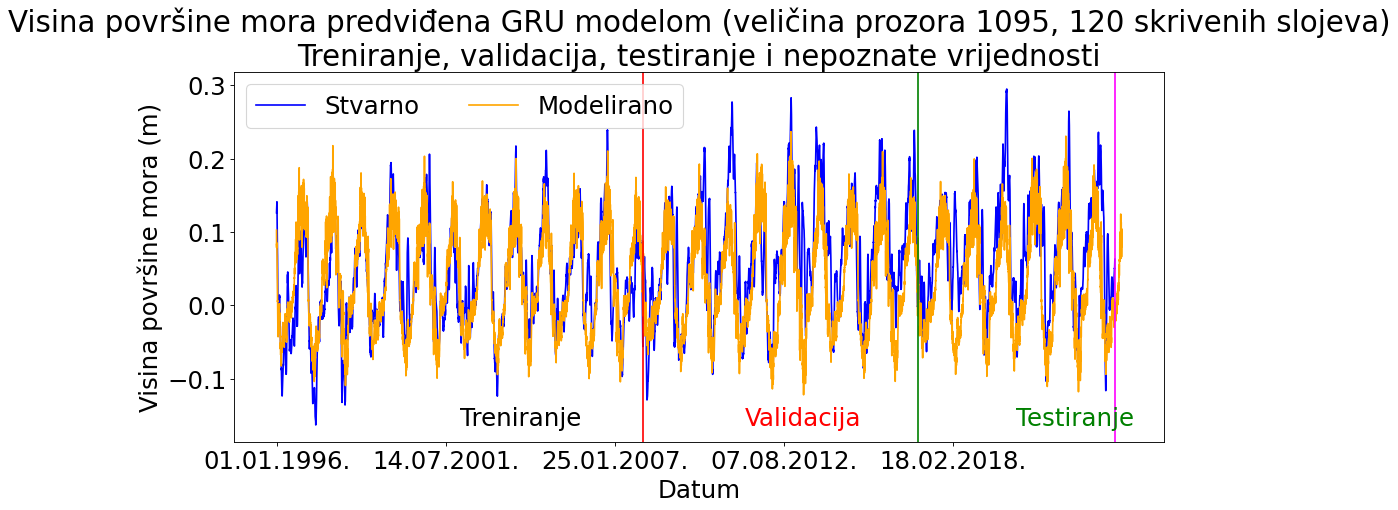 Visina površine mora predviđena GRU modelom (veličina prozora 1095, 120 skrivenih slojeva)
Treniranje, validacija, testiranje i nepoznate vrijednosti
Stvarno
Modelirano
Visina površine mora (m)
0.3
0.2
0.1
0.0
−0.1
Treniranje
Validacija
Testiranje
01.01.1996.
14.07.2001.
25.01.2007.
07.08.2012.
18.02.2018.
Datum